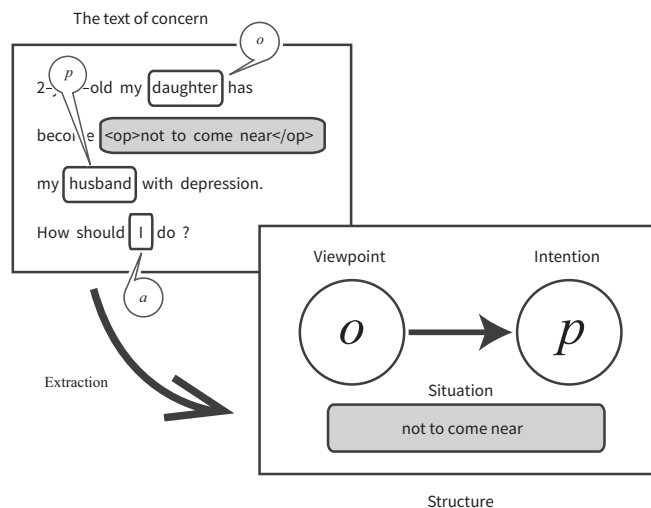 The text of concern
o
p
2-y -old my daughter has
become <op>not to come near</op>
my husband with depression.
How should I do ?
a
Extraction
Viewpoint
Intention
o
p
Situation
not to come near
Structure